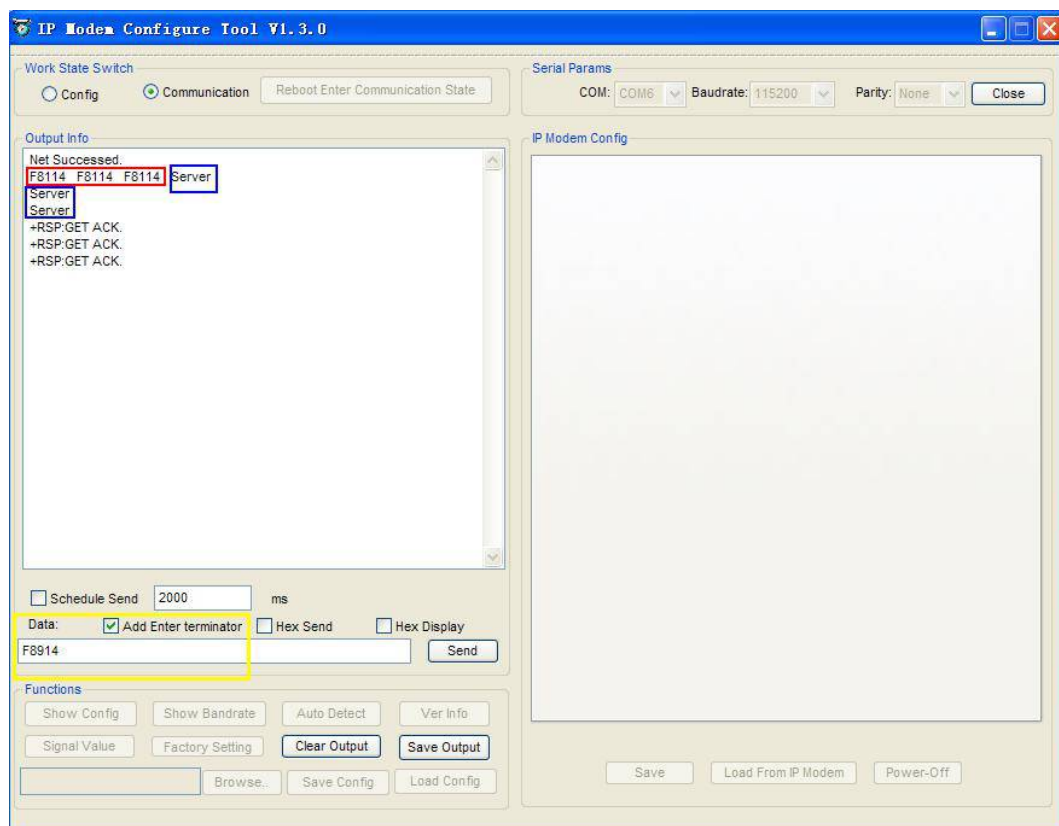 IP Modem Configure Tool V1.3.0
Work State Switch
Config Communication Reboot Enter Communication State
Serial Params
COM: COM6 Baudrate: 115200 Parity: None Close
Output Info
Net Successed.
F8114 F8114 F8114 Server
Server
Server
+RSP:GET ACK.
+RSP:GET ACK.
+RSP:GET ACK.
Schedule Send 2000 ms
Data: Add Enter terminator Hex Send Hex Display
F8914 Send
Functions
Show Config Show Bandrate Auto Detect Ver Info
Signal Value Factory Setting Clear Output Save Output
Browse.. Save Config Load Config
IP Modem Config
Save Load From IP Modem Power-Off